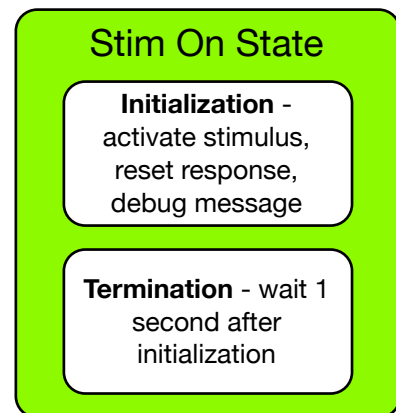 Stim On State
Initialization -
activate stimulus,
reset response,
debug message
Termination - wait 1
second after
initialization